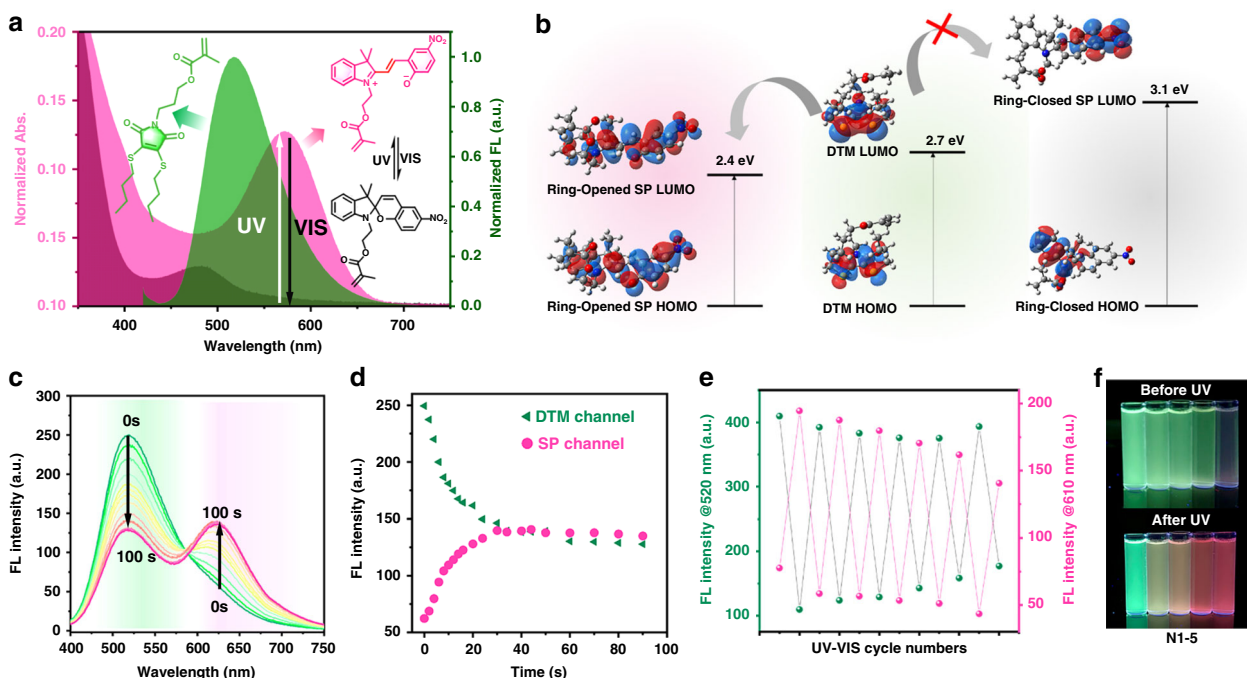 a
0.20
0.18
0.15
0.13
0.10
Normalized Abs.
400
500
600
700
Wavelength (nm)
1.0
0.8
0.6
0.4
0.2
0.0
Normalized FL (a.u.)
O
O
N
O
O
S
S
NO2
N
+
O-
O
O
UV
VIS
N
O
NO2
O
O
UV
VIS
b
2.4 eV
Ring-Opened SP LUMO
Ring-Opened SP HOMO
DTM LUMO
2.7 eV
DTM HOMO
Ring-Closed SP LUMO
3.1 eV
Ring-Closed HOMO
c
300
250
200
150
100
50
0
FL intensity (a.u.)
0s
100 s
100 s
0s
400 450 500 550 600 650 700 750
Wavelength (nm)
d
250
200
150
100
50
FL intensity (a.u.)
DTM channel
SP channel
0 20 40 60 80 100
Time (s)
e
400
300
200
100
FL intensity @520 nm (a.u.)
200
150
100
50
FL intensity @610 nm (a.u.)
UV-VIS cycle numbers
f
Before UV
After UV
N1-5